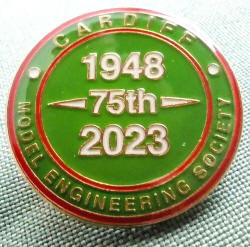 CARDIFF
1948
75th
2023
MODEL ENGINEERING SOCIETY